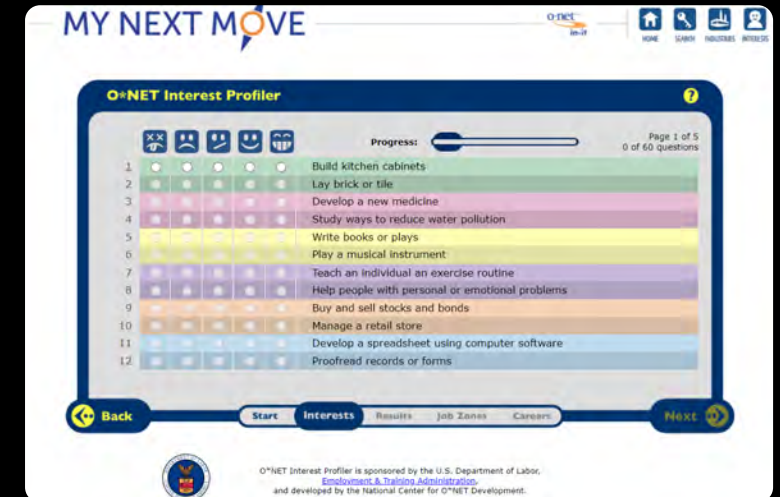 MY NEXT MOVE
o·net
in-it
HOME SEARCH INDUSTRIES INTERESTS
O*NET Interest Profiler
?
Progress:
Page 1 of 5
0 of 60 questions
1 Build kitchen cabinets
2 Lay brick or tile
3 Develop a new medicine
4 Study ways to reduce water pollution
5 Write books or plays
6 Play a musical instrument
7 Teach an individual an exercise routine
8 Help people with personal or emotional problems
9 Buy and sell stocks and bonds
10 Manage a retail store
11 Develop a spreadsheet using computer software
12 Proofread records or forms
Back
Start Interests Results Job Zones Careers
Next
O*NET Interest Profiler is sponsored by the U.S. Department of Labor,
Employment & Training Administration,
and developed by the National Center for O*NET Development.